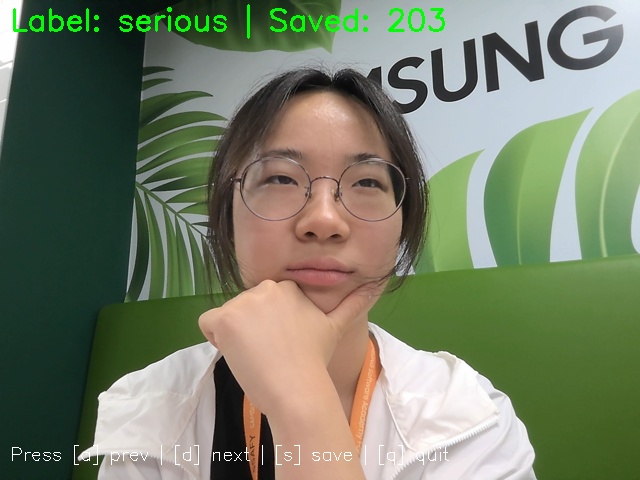 Label: serious | Saved: 203
MSUNG
Press [a] prev | [d] next | [s] save | [q] quit